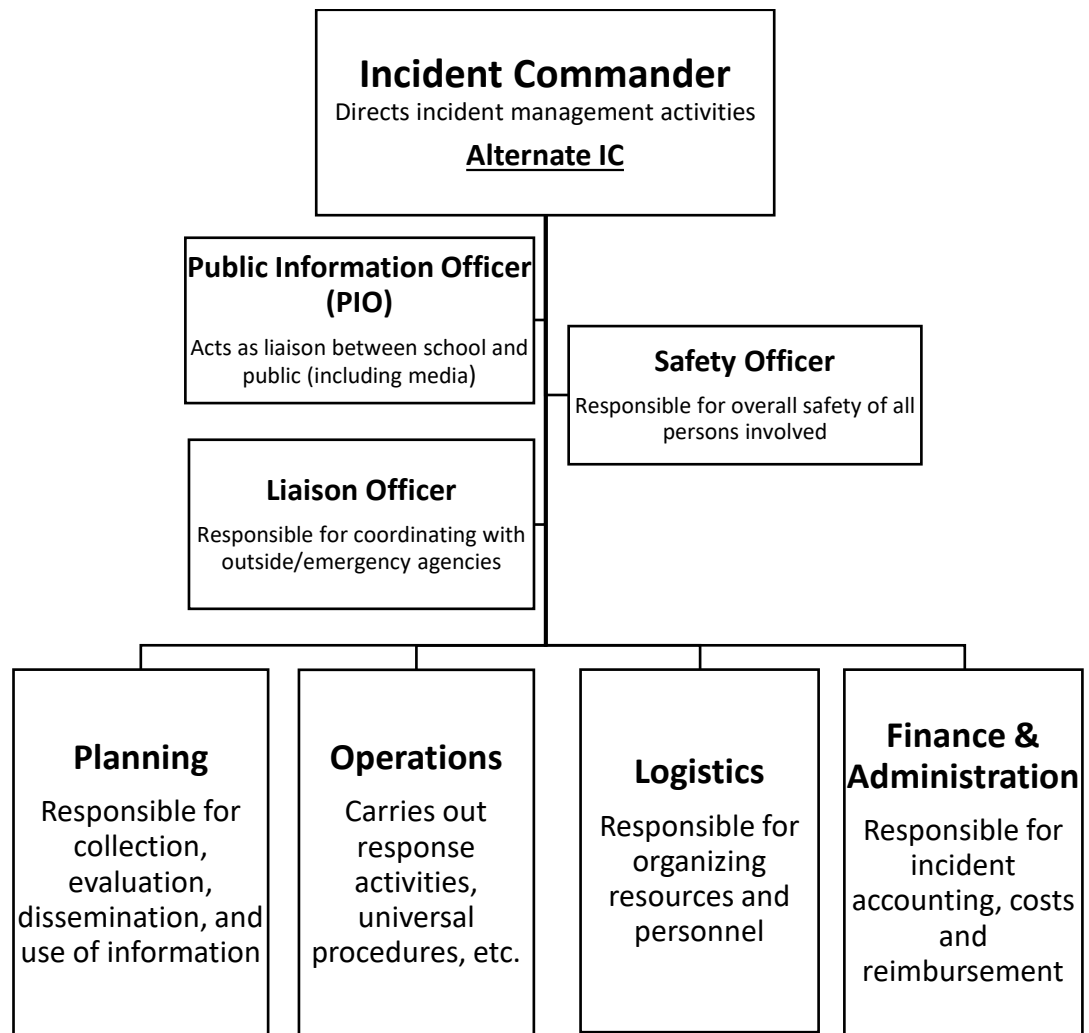 Incident Commander
Directs incident management activities
Alternate IC
Public Information Officer
(PIO)
Acts as liaison between school and
public (including media)
Safety Officer
Responsible for overall safety of all
persons involved
Liaison Officer
Responsible for coordinating with
outside/emergency agencies
Planning
Responsible for
collection,
evaluation,
dissemination, and
use of information
Operations
Carries out
response
activities,
universal
procedures, etc.
Logistics
Responsible for
organizing
resources and
personnel
Finance &
Administration
Responsible for
incident
accounting, costs
and
reimbursement